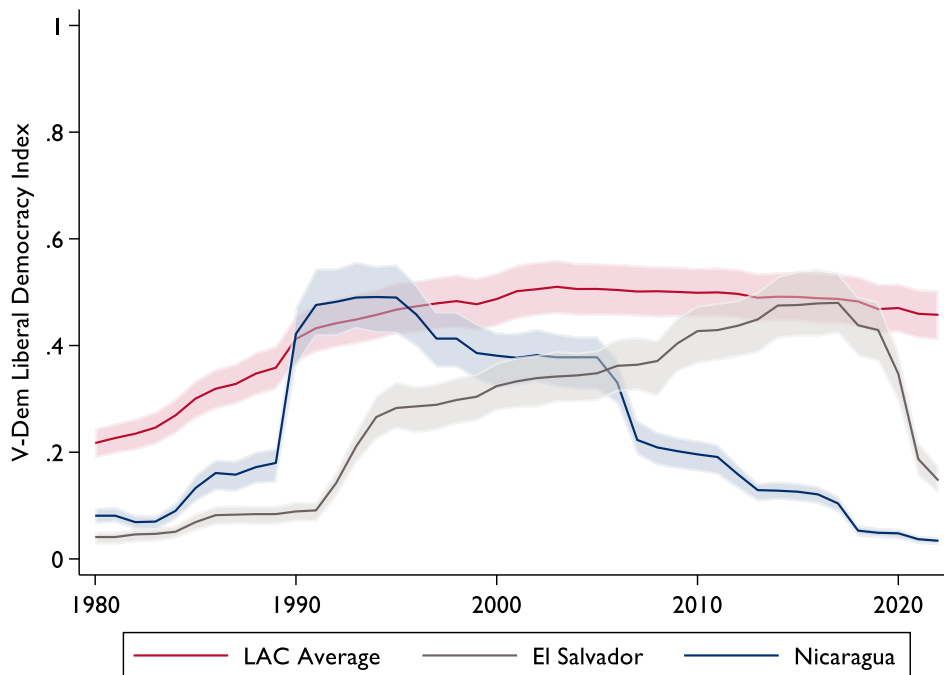 V-Dem Liberal Democracy Index
1
.8
.6
.4
.2
0
1980 1990 2000 2010 2020
LAC Average El Salvador Nicaragua